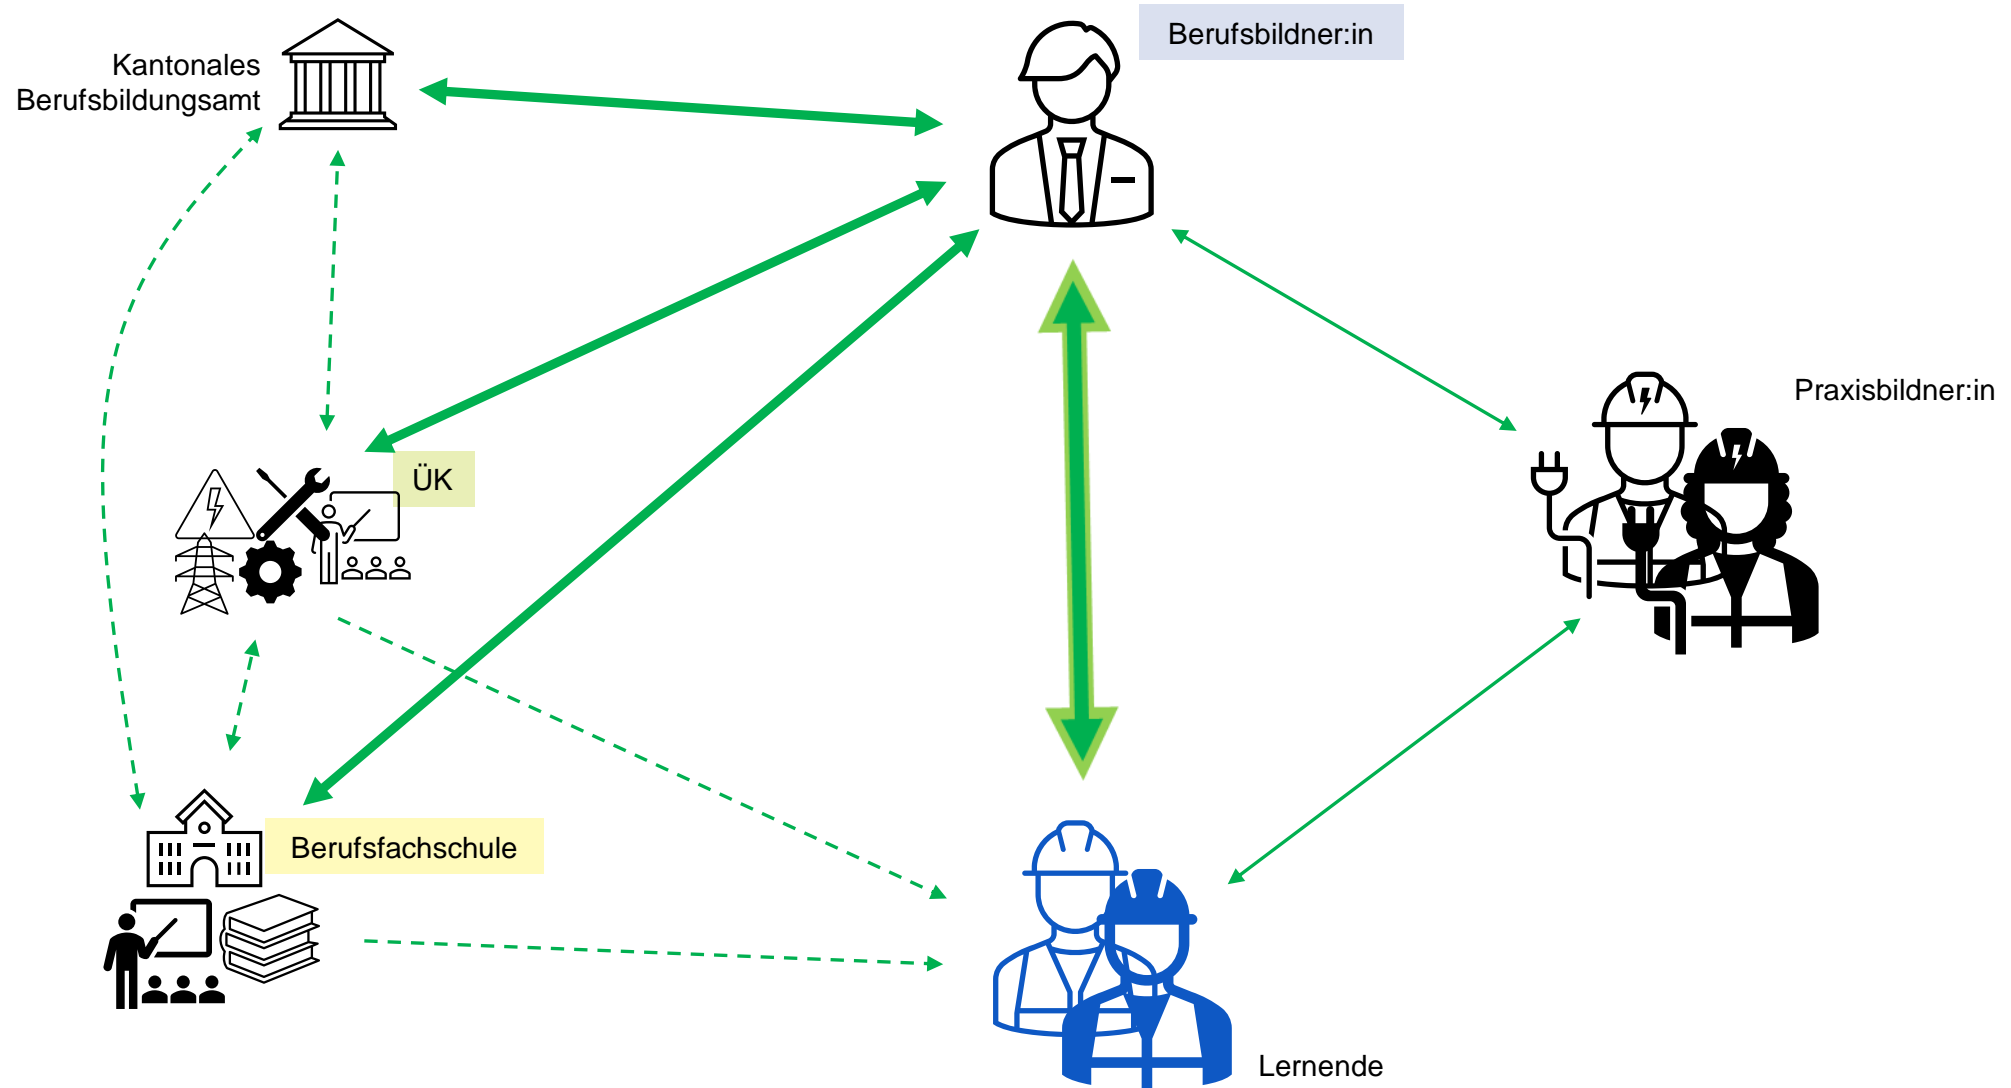 Berufsbildner:in
Kantonales
Berufsbildungsamt
Praxisbildner:in
ÜK
Berufsfachschule
Lernende